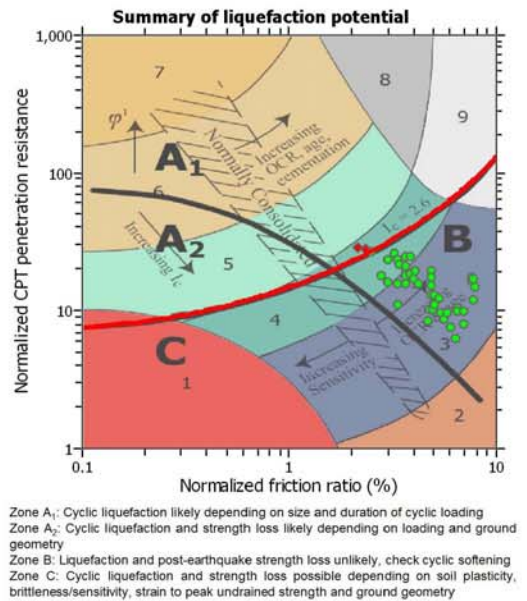 Summary of liquefaction potential
1,000
7
8
9
φ'
Increasing
OCR, age,
cementation
Normally Consolidated
A1
100
6
Ic = 2.6
A2
B
Increasing Ic
5
10
4
C
1
Increasing
Sensitivity
3
2
1
0.1
1
10
Normalized CPT penetration resistance
Normalized friction ratio (%)
Zone A1: Cyclic liquefaction likely depending on size and duration of cyclic loading
Zone A2: Cyclic liquefaction and strength loss likely depending on loading and ground
geometry
Zone B: Liquefaction and post-earthquake strength loss unlikely, check cyclic softening
Zone C: Cyclic liquefaction and strength loss possible depending on soil plasticity,
brittleness/sensitivity, strain to peak undrained strength and ground geometry